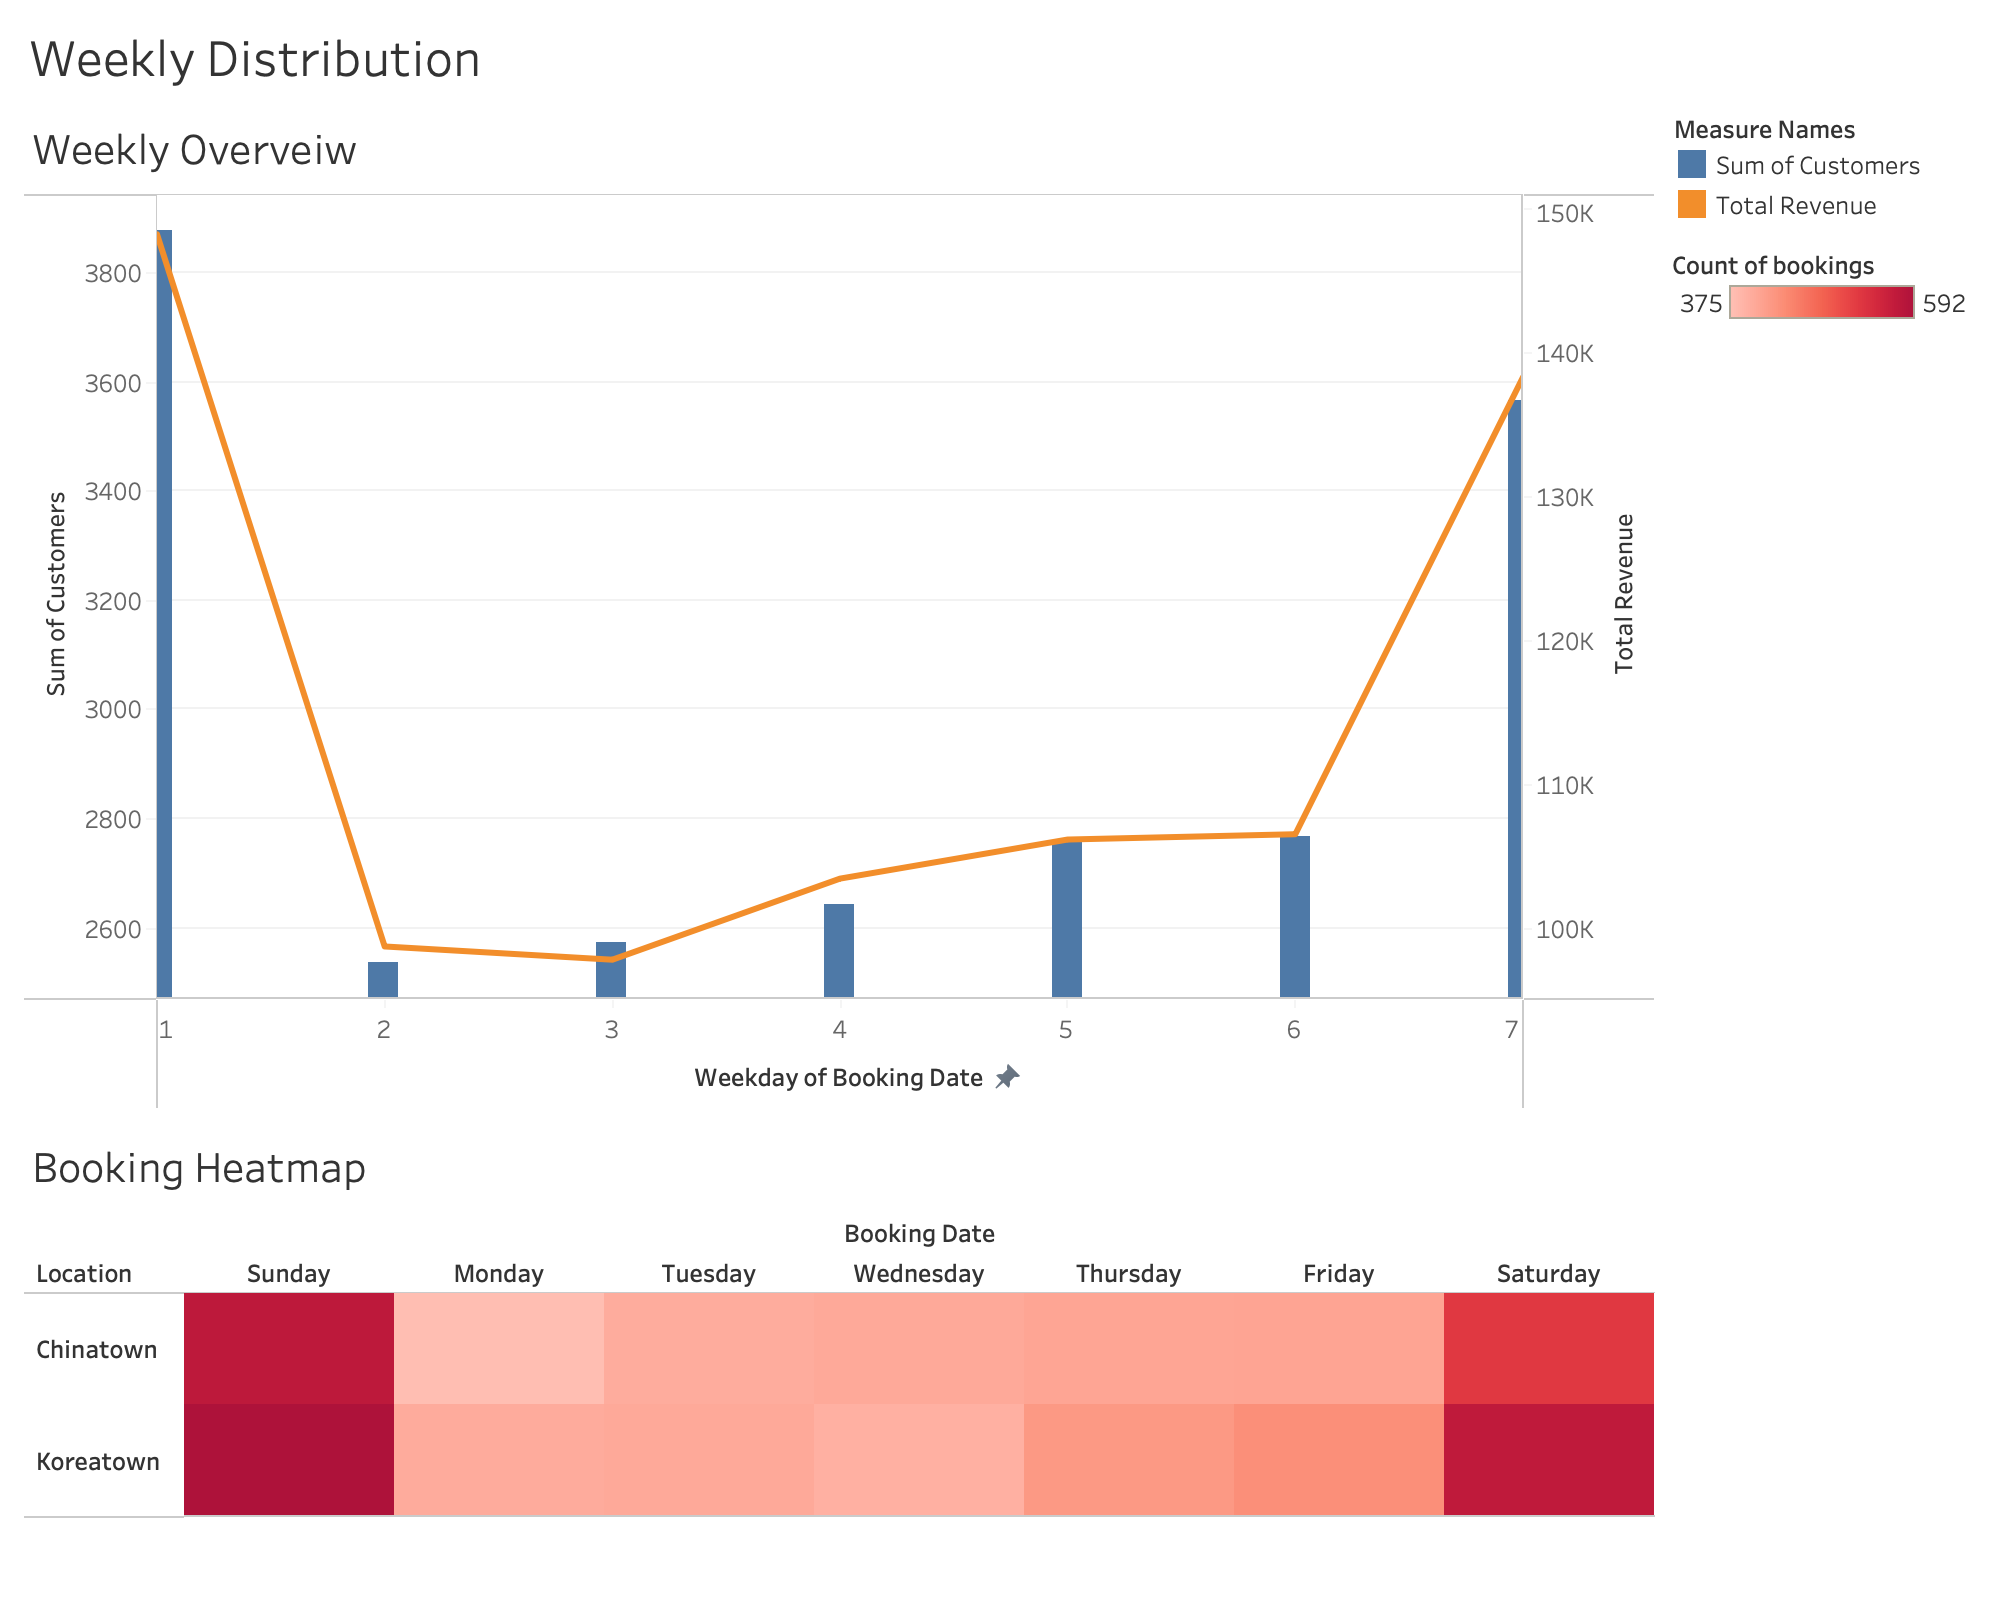 Weekly Distribution
Weekly Overveiw
Measure Names
Sum of Customers
Total Revenue
Count of bookings
375 592
Sum of Customers
3800
3600
3400
3200
3000
2800
2600
150K
140K
130K
120K
110K
100K
Total Revenue
1 2 3 4 5 6 7
Weekday of Booking Date
Booking Heatmap
Booking Date
Location Sunday Monday Tuesday Wednesday Thursday Friday Saturday
Chinatown
Koreatown